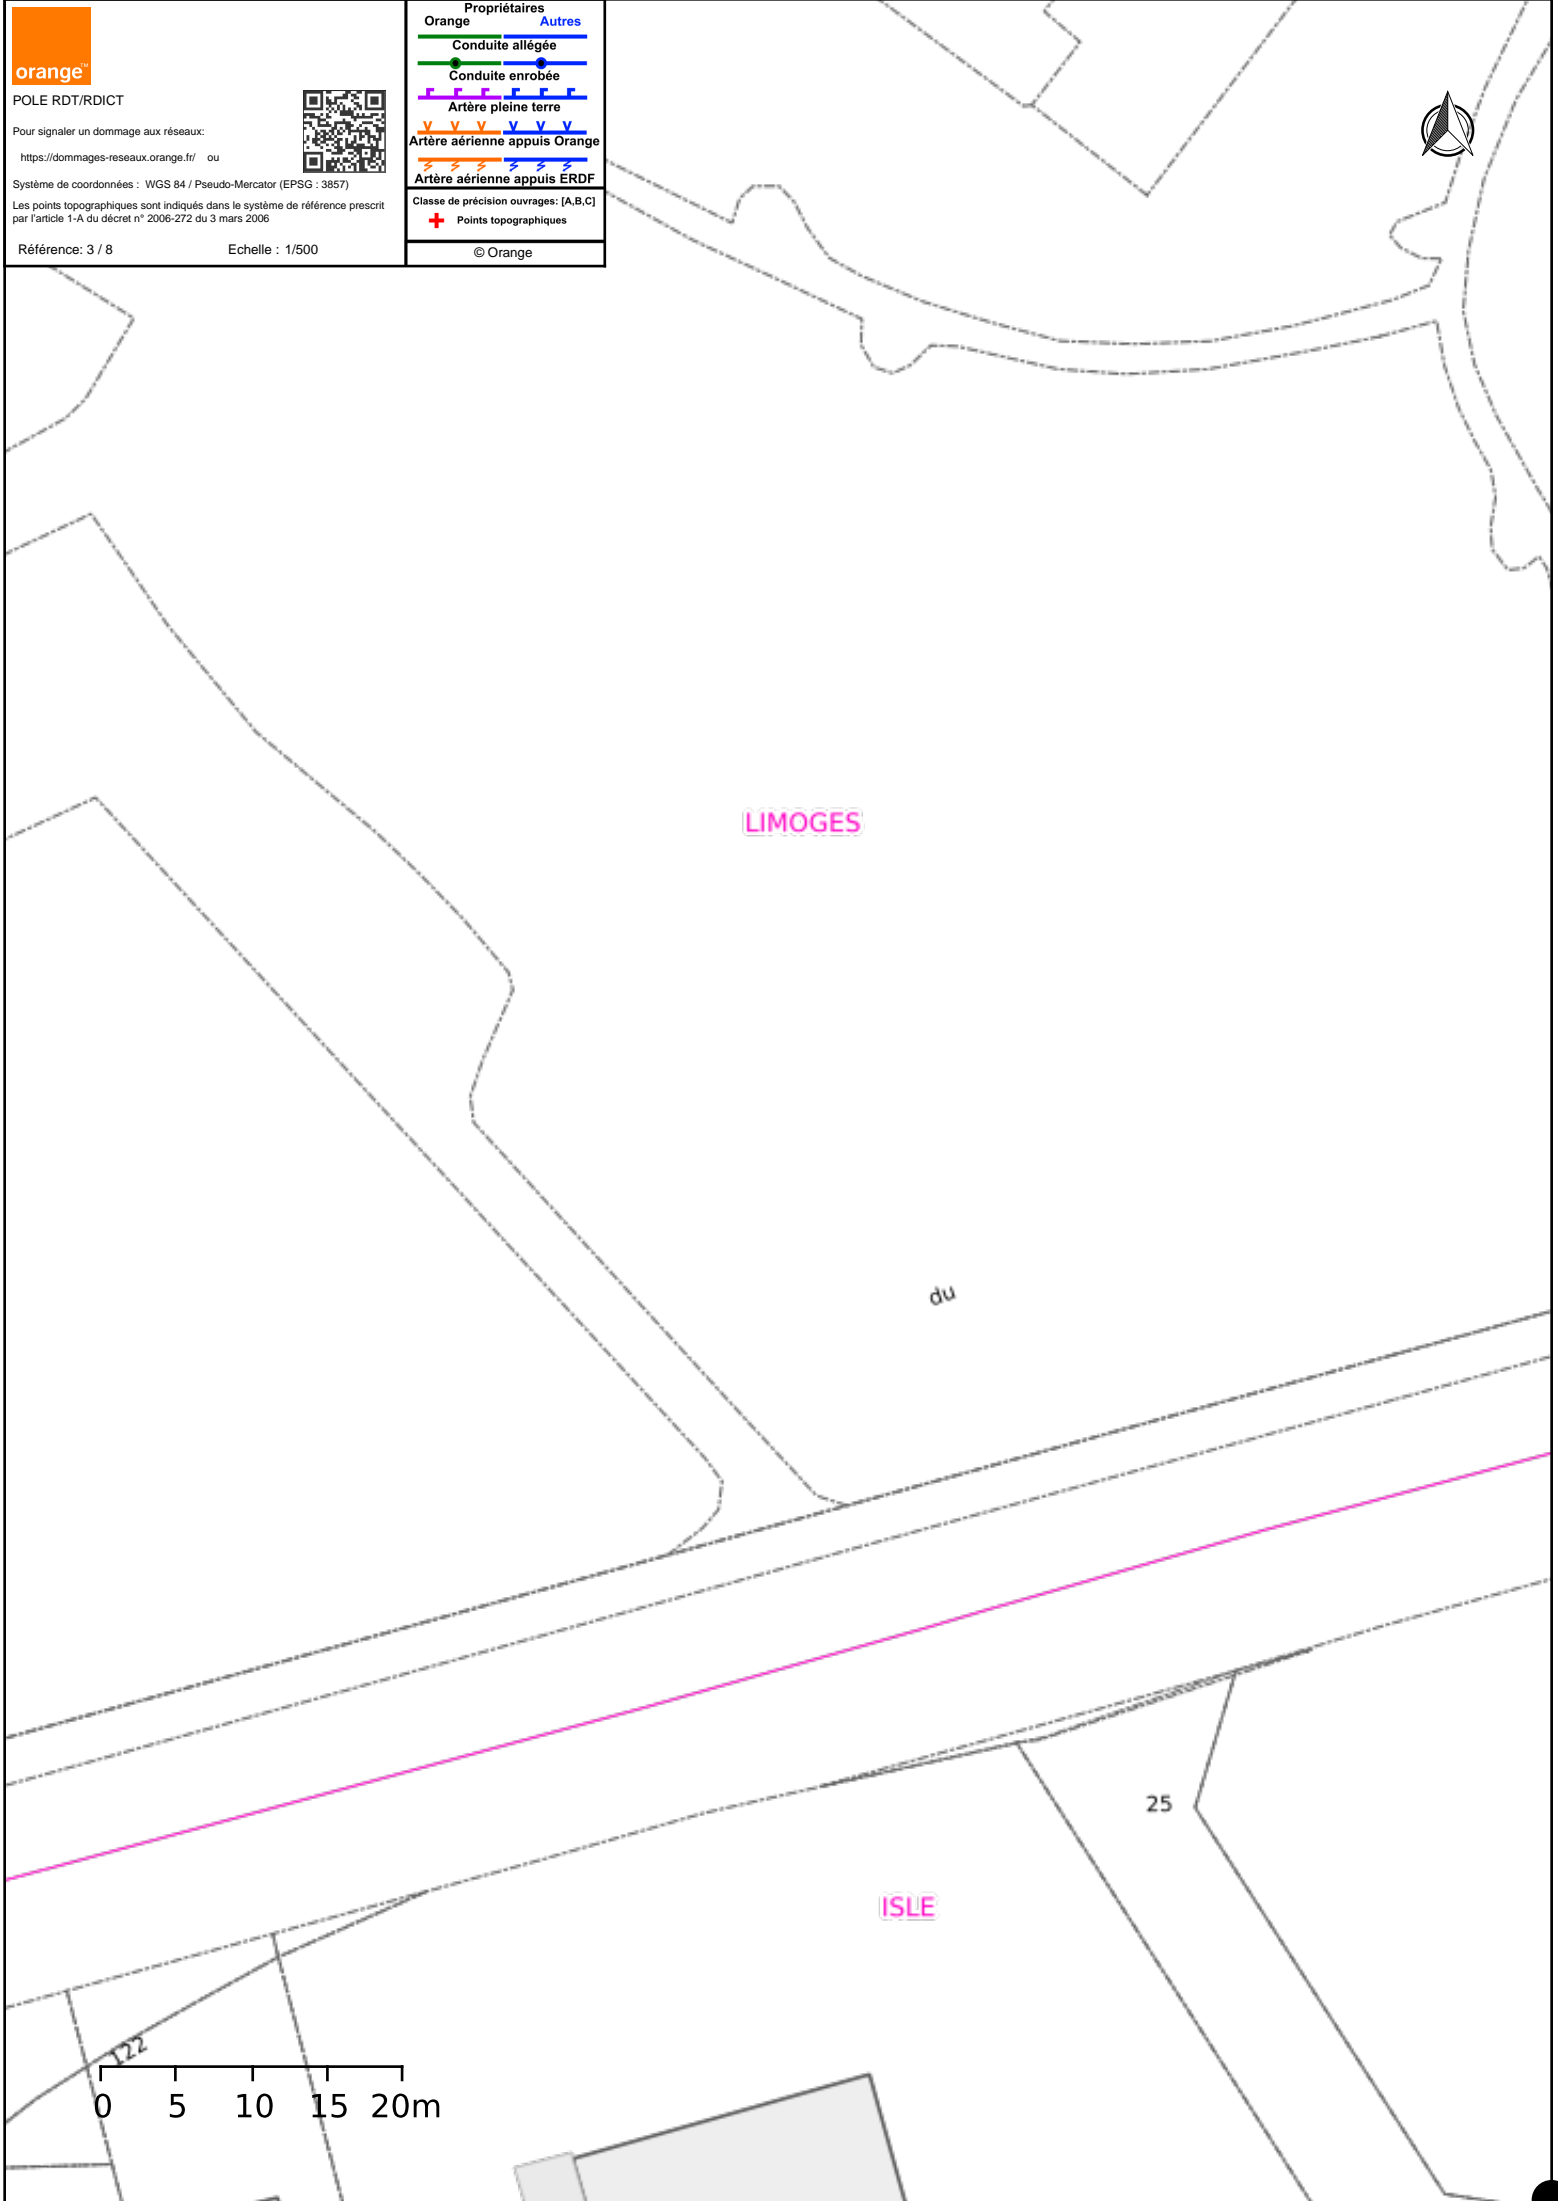 orange™
POLE RDT/RDICT
Pour signaler un dommage aux réseaux:
https://dommages-reseaux.orange.fr/ ou
Système de coordonnées : WGS 84 / Pseudo-Mercator (EPSG : 3857)
Les points topographiques sont indiqués dans le système de référence prescrit
par l'article 1-A du décret n° 2006-272 du 3 mars 2006
Référence: 3 / 8 Echelle : 1/500
Propriétaires
Orange Autres
Conduite allégée
Conduite enrobée
Artère pleine terre
Artère aérienne appuis Orange
Artère aérienne appuis ERDF
Classe de précision ouvrages: [A,B,C]
Points topographiques
© Orange
LIMOGES
du
25
ISLE
122
0 5 10 15 20m